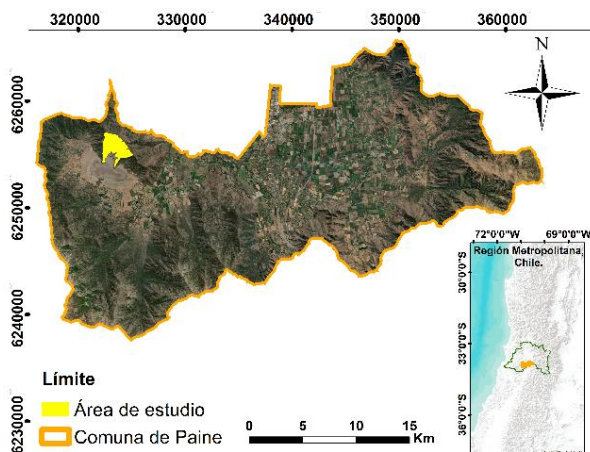 320000 330000 340000 350000 360000
N
6260000
6250000
6240000
6230000
72°0'0"W 69°0'0"W
Región Metropolitana,
Chile.
30°0'0"S
33°0'0"S
36°0'0"S
Límite
Área de estudio
Comuna de Paine
0 5 10 15
Km